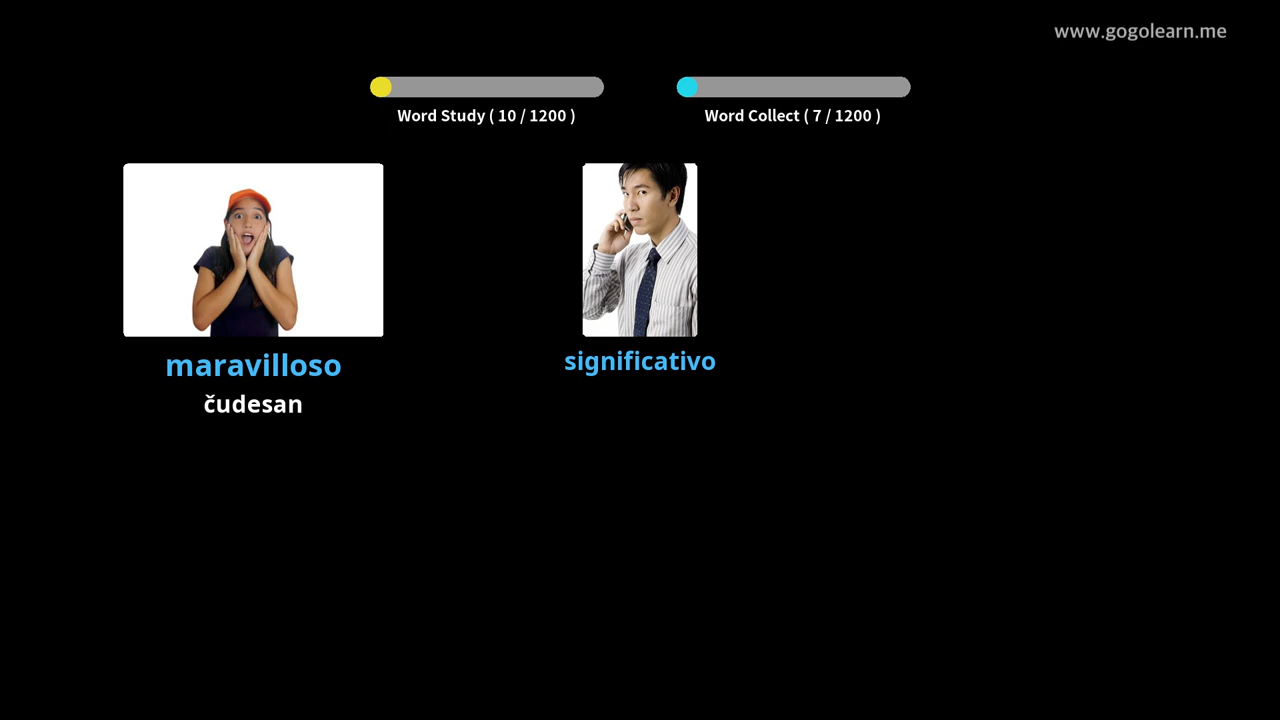 www.gogolearn.me
Word Study ( 10 / 1200 )
Word Collect ( 7 / 1200 )
maravilloso
čudesan
significativo